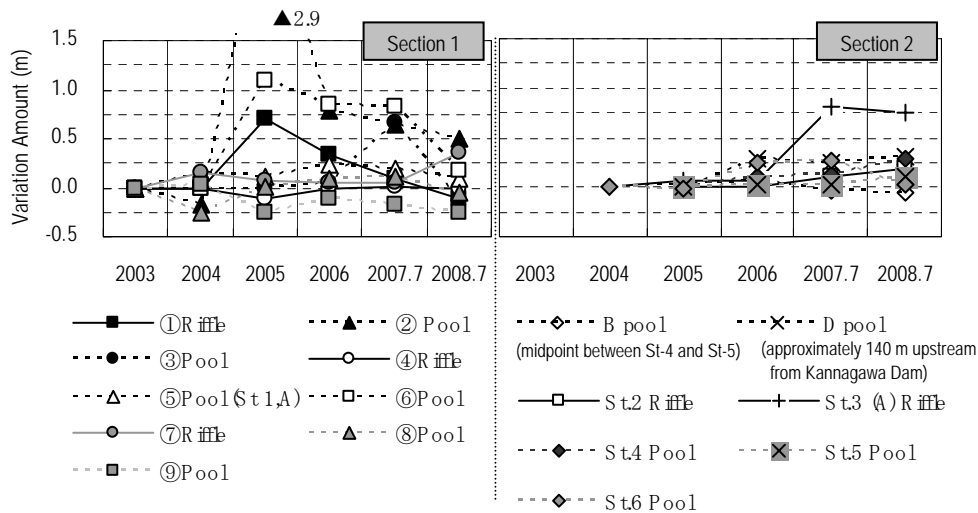 ▲2.9
Section 1
Section 2
Variation Amount (m)
1.5
1.0
0.5
0.0
-0.5
2003 2004 2005 2006 2007.7 2008.7
2003 2004 2005 2006 2007.7 2008.7
①Riffle
② Pool
③Pool
④Riffle
⑤Pool(St1,A)
⑥Pool
⑦Riffle
⑧Pool
⑨Pool
B pool
(midpoint between St-4 and St-5)
D pool
(approximately 140 m upstream
from Kannagawa Dam)
St.2 Riffle
St.3 (A) Riffle
St.4 Pool
St.5 Pool
St.6 Pool